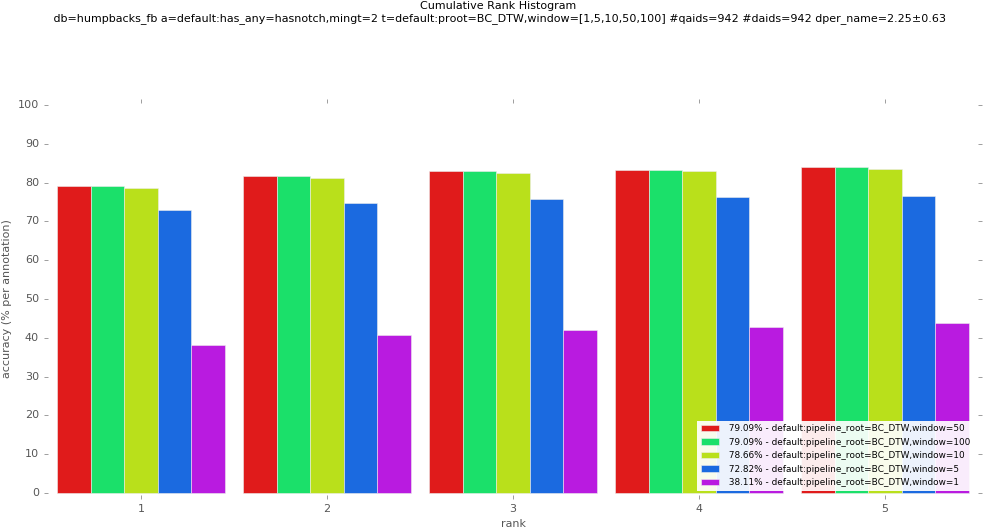 Cumulative Rank Histogram
db=humpbacks_fb a=default:has_any=hasnotch,mingt=2 t=default:proot=BC_DTW,window=[1,5,10,50,100] #qaids=942 #daids=942 dper_name=2.25±0.63
100
90
80
70
60
50
40
30
20
10
0
accuracy (% per annotation)
79.09% - default:pipeline_root=BC_DTW,window=50
79.09% - default:pipeline_root=BC_DTW,window=100
78.66% - default:pipeline_root=BC_DTW,window=10
72.82% - default:pipeline_root=BC_DTW,window=5
38.11% - default:pipeline_root=BC_DTW,window=1
1 2 3 4 5
rank